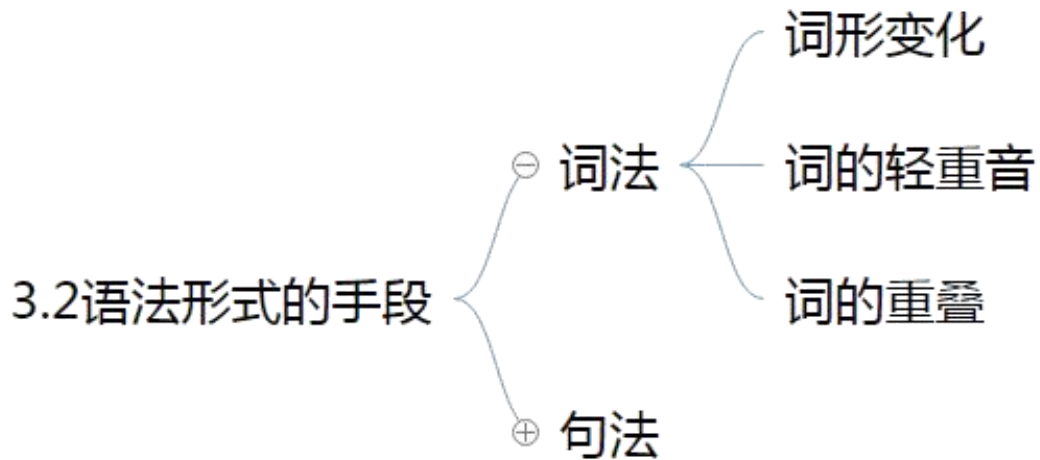 词形变化
词法
词的轻重音
3.2语法形式的手段
词的重叠
句法